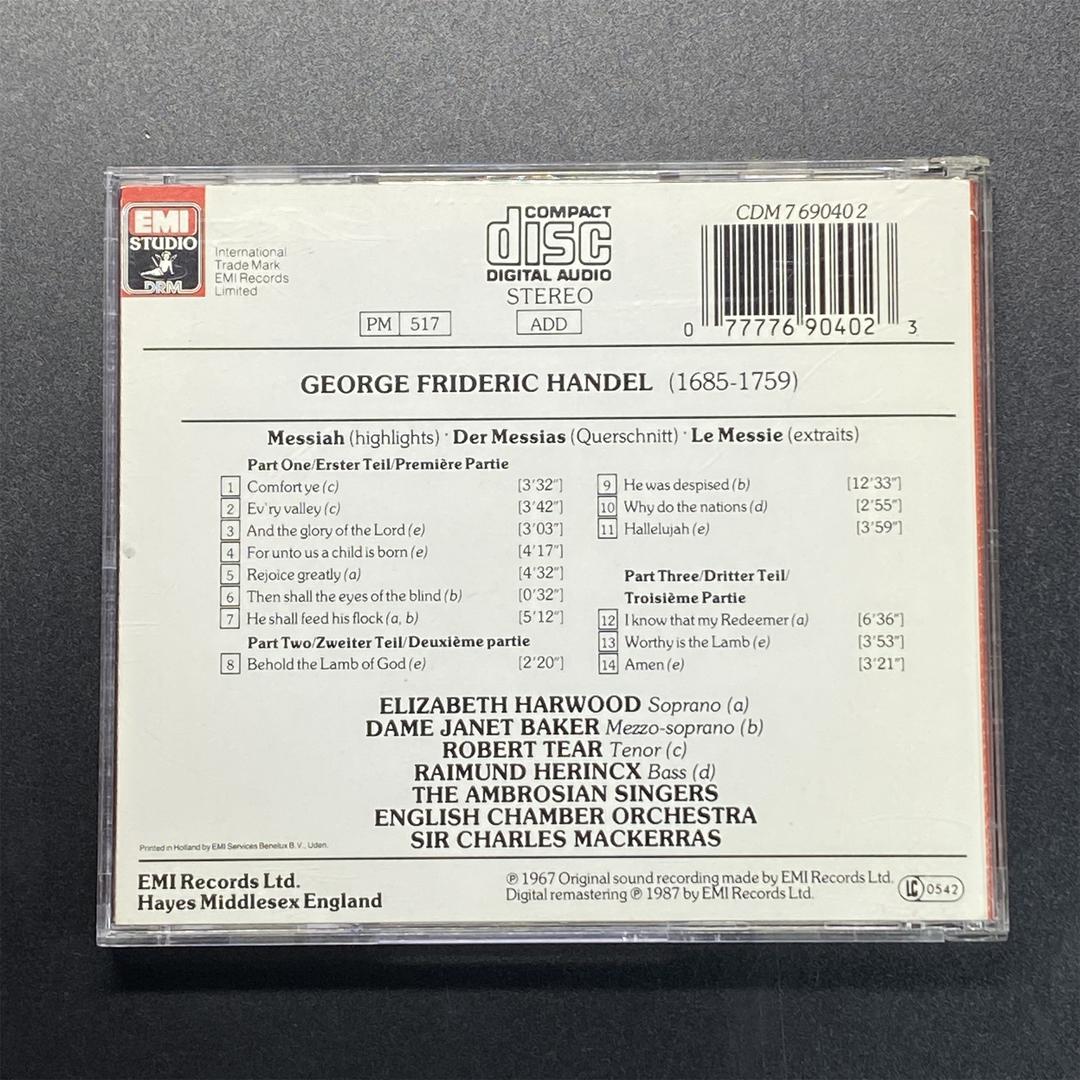 EMI
STUDIO
DRM
International
Trade Mark
EMI Records
Limited
COMPACT
disc
DIGITAL AUDIO
STEREO
PM 517
ADD
CDM 7 69040 2
0 77776 90402 3
GEORGE FRIDERIC HANDEL (1685-1759)
Messiah (highlights) · Der Messias (Querschnitt) · Le Messie (extraits)
Part One/Erster Teil/Première Partie
1 Comfort ye (c) [3'32"]
2 Ev'ry valley (c) [3'42"]
3 And the glory of the Lord (e) [3'03"]
4 For unto us a child is born (e) [4'17"]
5 Rejoice greatly (a) [4'32"]
6 Then shall the eyes of the blind (b) [0'32"]
7 He shall feed his flock (a, b) [5'12"]
Part Two/Zweiter Teil/Deuxième partie
8 Behold the Lamb of God (e) [2'20"]
9 He was despised (b) [12'33"]
10 Why do the nations (d) [2'55"]
11 Hallelujah (e) [3'59"]
Part Three/Dritter Teil/
Troisième Partie
12 I know that my Redeemer (a) [6'36"]
13 Worthy is the Lamb (e) [3'53"]
14 Amen (e) [3'21"]
ELIZABETH HARWOOD Soprano (a)
DAME JANET BAKER Mezzo-soprano (b)
ROBERT TEAR Tenor (c)
RAIMUND HERINCX Bass (d)
THE AMBROSIAN SINGERS
ENGLISH CHAMBER ORCHESTRA
SIR CHARLES MACKERRAS
Printed in Holland by EMI Services Benelux B.V., Uden.
EMI Records Ltd.
Hayes Middlesex England
℗ 1967 Original sound recording made by EMI Records Ltd.
Digital remastering ℗ 1987 by EMI Records Ltd.
LC 0542